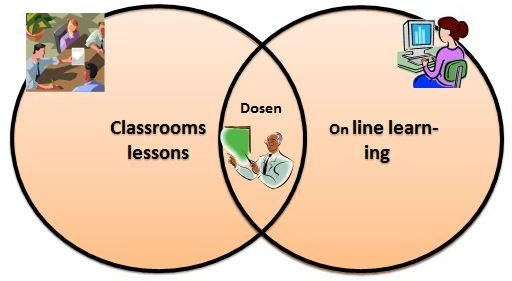 Dosen
Classrooms
lessons
On line learn-
ing